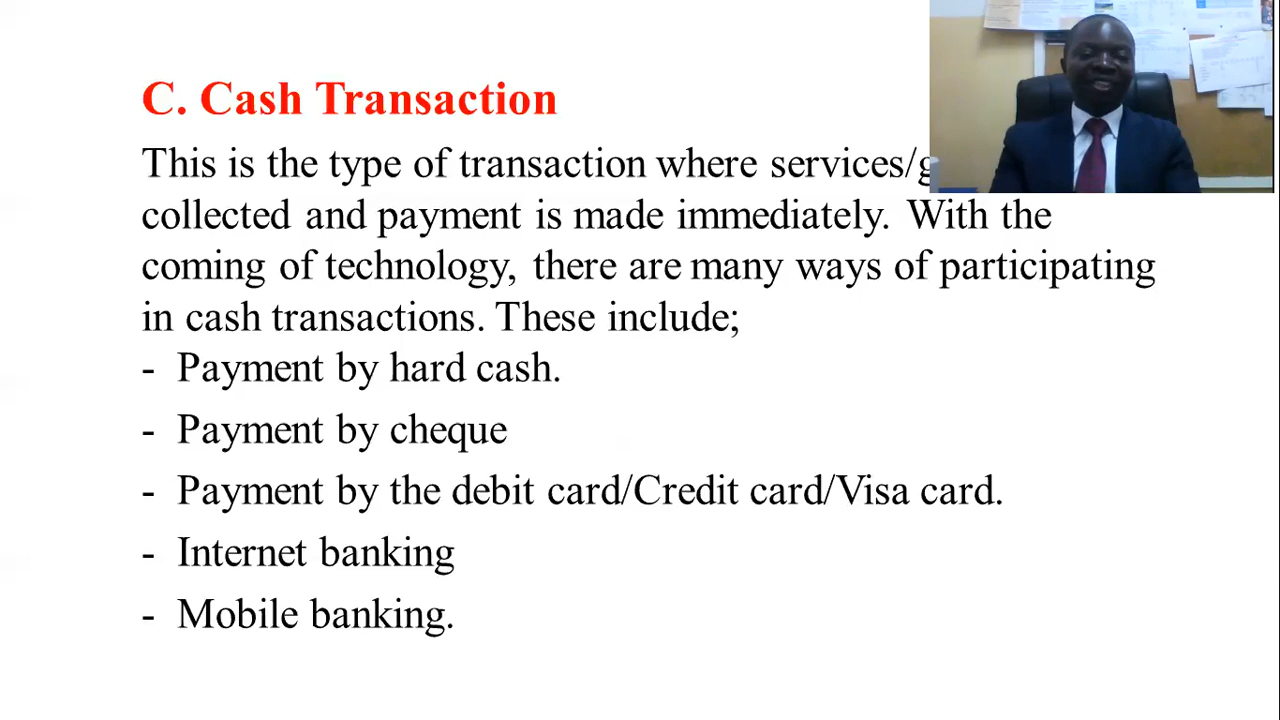 C. Cash Transaction
This is the type of transaction where services/
collected and payment is made immediately. With the
coming of technology, there are many ways of participating
in cash transactions. These include;
- Payment by hard cash.
- Payment by cheque
- Payment by the debit card/Credit card/Visa card.
- Internet banking
- Mobile banking.